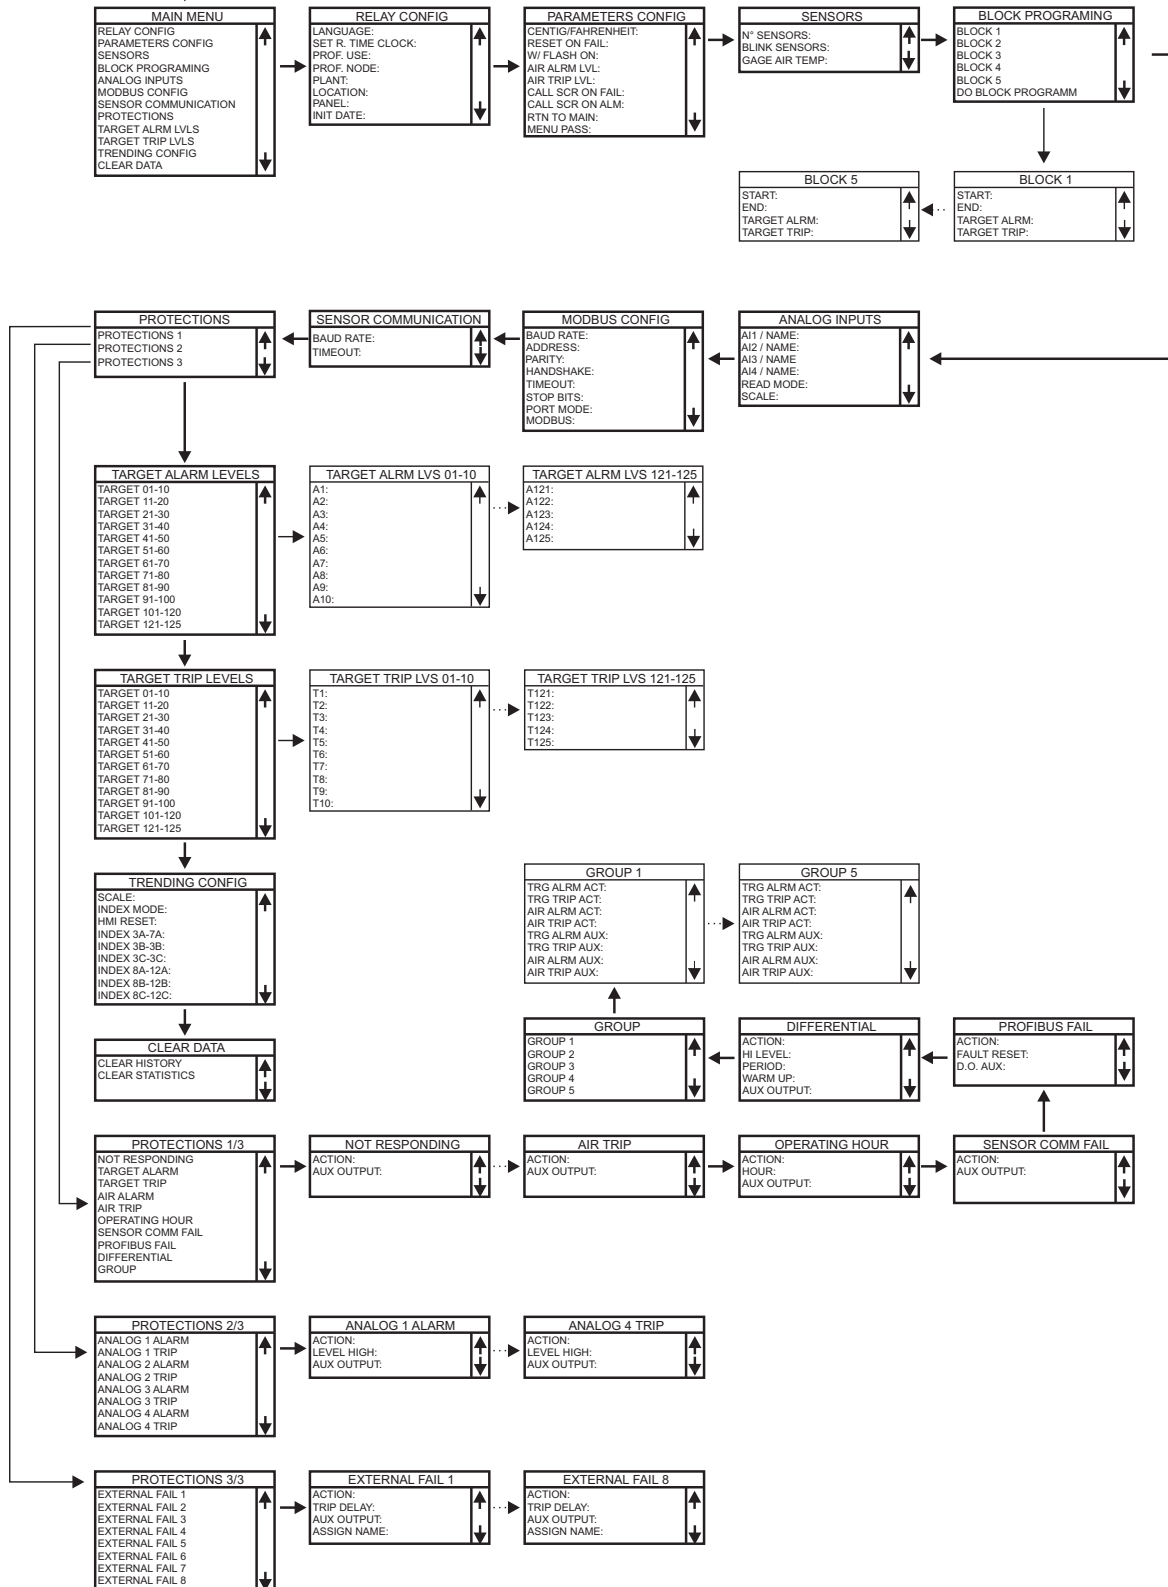 MAIN MENU
RELAY CONFIG
PARAMETERS CONFIG
SENSORS
BLOCK PROGRAMING
ANALOG INPUTS
MODBUS CONFIG
SENSOR COMMUNICATION
PROTECTIONS
TARGET ALRM LVLS
TARGET TRIP LVLS
TRENDING CONFIG
CLEAR DATA
RELAY CONFIG
LANGUAGE:
SET R. TIME CLOCK:
PROF. USE:
PROF. NODE:
PLANT:
LOCATION:
PANEL:
INIT DATE:
PARAMETERS CONFIG
CENTIG/FAHRENHEIT:
RESET ON FAIL:
W/ FLASH ON:
AIR ALRM LVL:
AIR TRIP LVL:
CALL SCR ON FAIL:
CALL SCR ON ALM:
RTN TO MAIN:
MENU PASS:
SENSORS
N° SENSORS:
BLINK SENSORS:
GAGE AIR TEMP:
BLOCK PROGRAMING
BLOCK 1
BLOCK 2
BLOCK 3
BLOCK 4
BLOCK 5
DO BLOCK PROGRAMM
BLOCK 5
START:
END:
TARGET ALRM:
TARGET TRIP:
BLOCK 1
START:
END:
TARGET ALRM:
TARGET TRIP:
PROTECTIONS
PROTECTIONS 1
PROTECTIONS 2
PROTECTIONS 3
SENSOR COMMUNICATION
BAUD RATE:
TIMEOUT:
MODBUS CONFIG
BAUD RATE:
ADDRESS:
PARITY:
HANDSHAKE:
TIMEOUT:
STOP BITS:
PORT MODE:
MODBUS:
ANALOG INPUTS
AI1 / NAME:
AI2 / NAME:
AI3 / NAME
AI4 / NAME:
READ MODE:
SCALE:
TARGET ALARM LEVELS
TARGET 01-10
TARGET 11-20
TARGET 21-30
TARGET 31-40
TARGET 41-50
TARGET 51-60
TARGET 61-70
TARGET 71-80
TARGET 81-90
TARGET 91-100
TARGET 101-120
TARGET 121-125
TARGET ALRM LVS 01-10
A1:
A2:
A3:
A4:
A5:
A6:
A7:
A8:
A9:
A10:
TARGET ALRM LVS 121-125
A121:
A122:
A123:
A124:
A125:
TARGET TRIP LEVELS
TARGET 01-10
TARGET 11-20
TARGET 21-30
TARGET 31-40
TARGET 41-50
TARGET 51-60
TARGET 61-70
TARGET 71-80
TARGET 81-90
TARGET 91-100
TARGET 101-120
TARGET 121-125
TARGET TRIP LVS 01-10
T1:
T2:
T3:
T4:
T5:
T6:
T7:
T8:
T9:
T10:
TARGET TRIP LVS 121-125
T121:
T122:
T123:
T124:
T125:
TRENDING CONFIG
SCALE:
INDEX MODE:
HMI RESET:
INDEX 3A-7A:
INDEX 3B-3B:
INDEX 3C-3C:
INDEX 8A-12A:
INDEX 8B-12B:
INDEX 8C-12C:
GROUP 1
TRG ALRM ACT:
TRG TRIP ACT:
AIR ALRM ACT:
AIR TRIP ACT:
TRG ALRM AUX:
TRG TRIP AUX:
AIR ALRM AUX:
AIR TRIP AUX:
GROUP 5
TRG ALRM ACT:
TRG TRIP ACT:
AIR ALRM ACT:
AIR TRIP ACT:
TRG ALRM AUX:
TRG TRIP AUX:
AIR ALRM AUX:
AIR TRIP AUX:
CLEAR DATA
CLEAR HISTORY
CLEAR STATISTICS
GROUP
GROUP 1
GROUP 2
GROUP 3
GROUP 4
GROUP 5
DIFFERENTIAL
ACTION:
HI LEVEL:
PERIOD:
WARM UP:
AUX OUTPUT:
PROFIBUS FAIL
ACTION:
FAULT RESET:
D.O. AUX:
PROTECTIONS 1/3
NOT RESPONDING
TARGET ALARM
TARGET TRIP
AIR ALARM
AIR TRIP
OPERATING HOUR
SENSOR COMM FAIL
PROFIBUS FAIL
DIFFERENTIAL
GROUP
NOT RESPONDING
ACTION:
AUX OUTPUT:
AIR TRIP
ACTION:
AUX OUTPUT:
OPERATING HOUR
ACTION:
HOUR:
AUX OUTPUT:
SENSOR COMM FAIL
ACTION:
AUX OUTPUT:
PROTECTIONS 2/3
ANALOG 1 ALARM
ANALOG 1 TRIP
ANALOG 2 ALARM
ANALOG 2 TRIP
ANALOG 3 ALARM
ANALOG 3 TRIP
ANALOG 4 ALARM
ANALOG 4 TRIP
ANALOG 1 ALARM
ACTION:
LEVEL HIGH:
AUX OUTPUT:
ANALOG 4 TRIP
ACTION:
LEVEL HIGH:
AUX OUTPUT:
PROTECTIONS 3/3
EXTERNAL FAIL 1
EXTERNAL FAIL 2
EXTERNAL FAIL 3
EXTERNAL FAIL 4
EXTERNAL FAIL 5
EXTERNAL FAIL 6
EXTERNAL FAIL 7
EXTERNAL FAIL 8
EXTERNAL FAIL 1
ACTION:
TRIP DELAY:
AUX OUTPUT:
ASSIGN NAME:
EXTERNAL FAIL 8
ACTION:
TRIP DELAY:
AUX OUTPUT:
ASSIGN NAME: